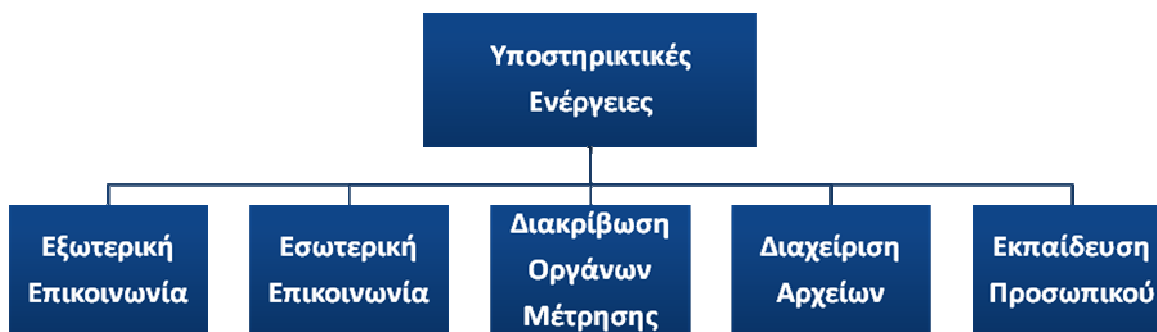 Υποστηρικτικές
Ενέργειες
Εξωτερική
Επικοινωνία
Εσωτερική
Επικοινωνία
Διακρίβωση
Οργάνων
Μέτρησης
Διαχείριση
Αρχείων
Εκπαίδευση
Προσωπικού